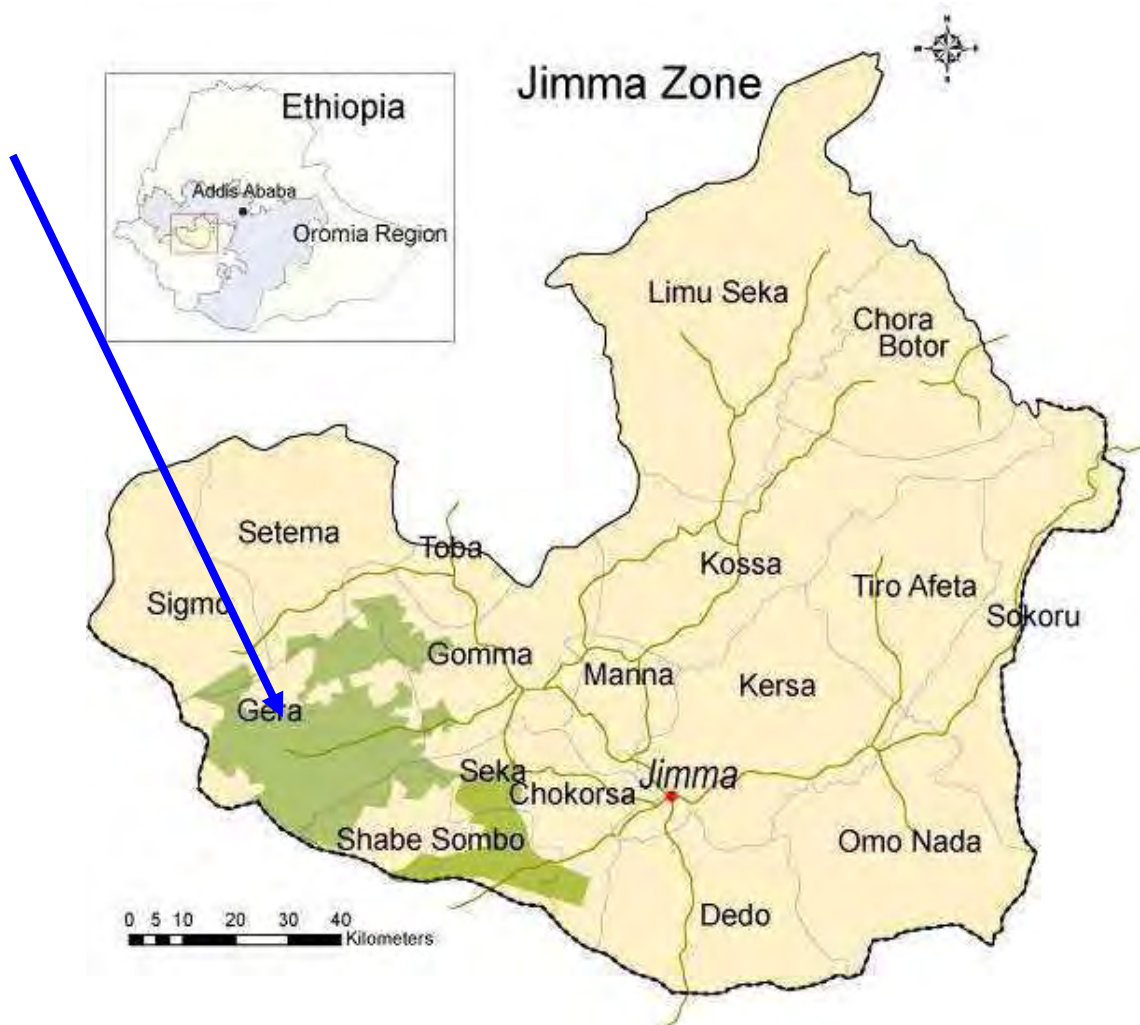 Jimma Zone
Ethiopia
Addis Ababa
Oromia Region
Limu Seka
Chora
Botor
Setema
Toba
Kossa
Tiro Afeta
Sigmo
Sokoru
Gomma
Manna
Kersa
Gera
Seka
Chokorsa
Jimma
Shabe Sombo
Omo Nada
Dedo
0 5 10 20 30 40
Kilometers
N
W E
S